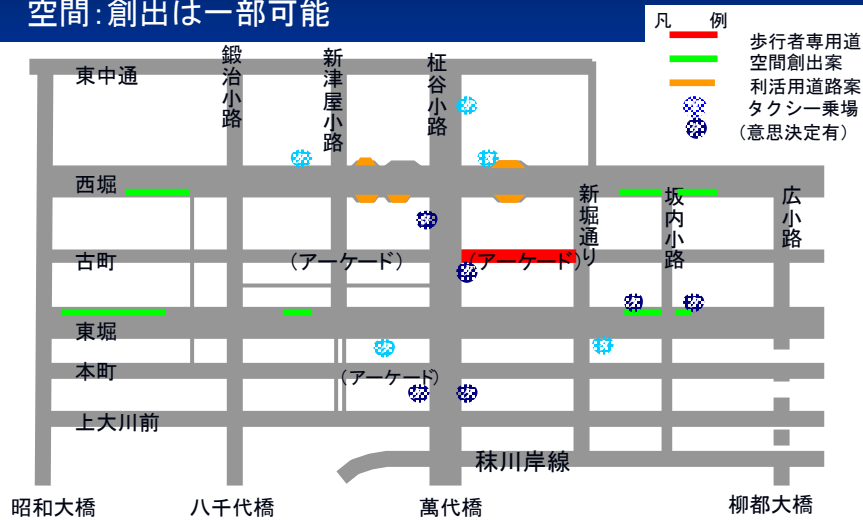 空間:創出は一部可能
凡　例
歩行者専用道
空間創出案
利活用道路案
タクシー乗場
（意思決定有）
東中通
鍛冶小路
新津屋小路
柾谷小路
西堀
新堀通り
坂内小路
広小路
古町
（アーケード）
（アーケード）
東堀
本町
（アーケード）
上大川前
秣川岸線
昭和大橋
八千代橋
萬代橋
柳都大橋